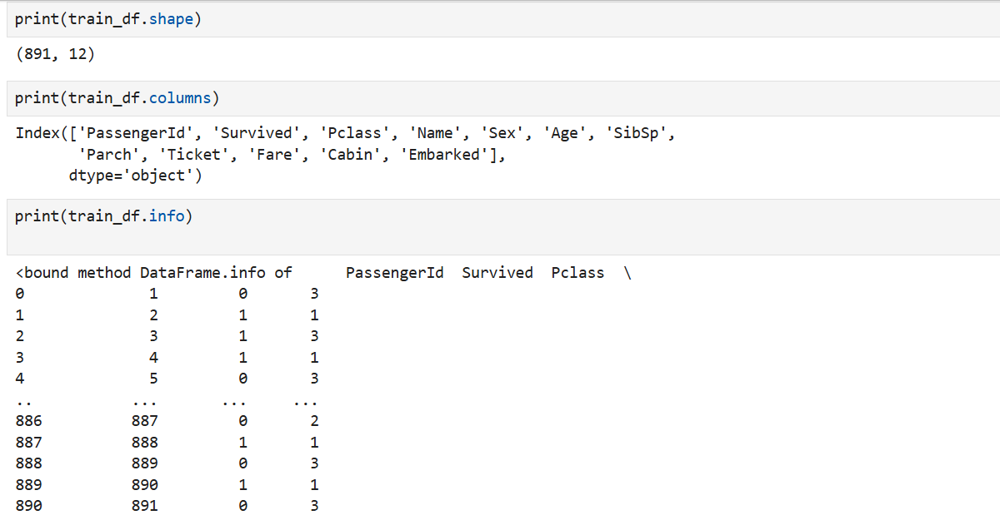 print(train_df.shape)
(891, 12)
print(train_df.columns)
Index(['PassengerId', 'Survived', 'Pclass', 'Name', 'Sex', 'Age', 'SibSp',
       'Parch', 'Ticket', 'Fare', 'Cabin', 'Embarked'],
      dtype='object')
print(train_df.info)
<bound method DataFrame.info of      PassengerId  Survived  Pclass  \
0              1         0       3
1              2         1       1
2              3         1       3
3              4         1       1
4              5         0       3
..           ...       ...     ...
886          887         0       2
887          888         1       1
888          889         0       3
889          890         1       1
890          891         0       3